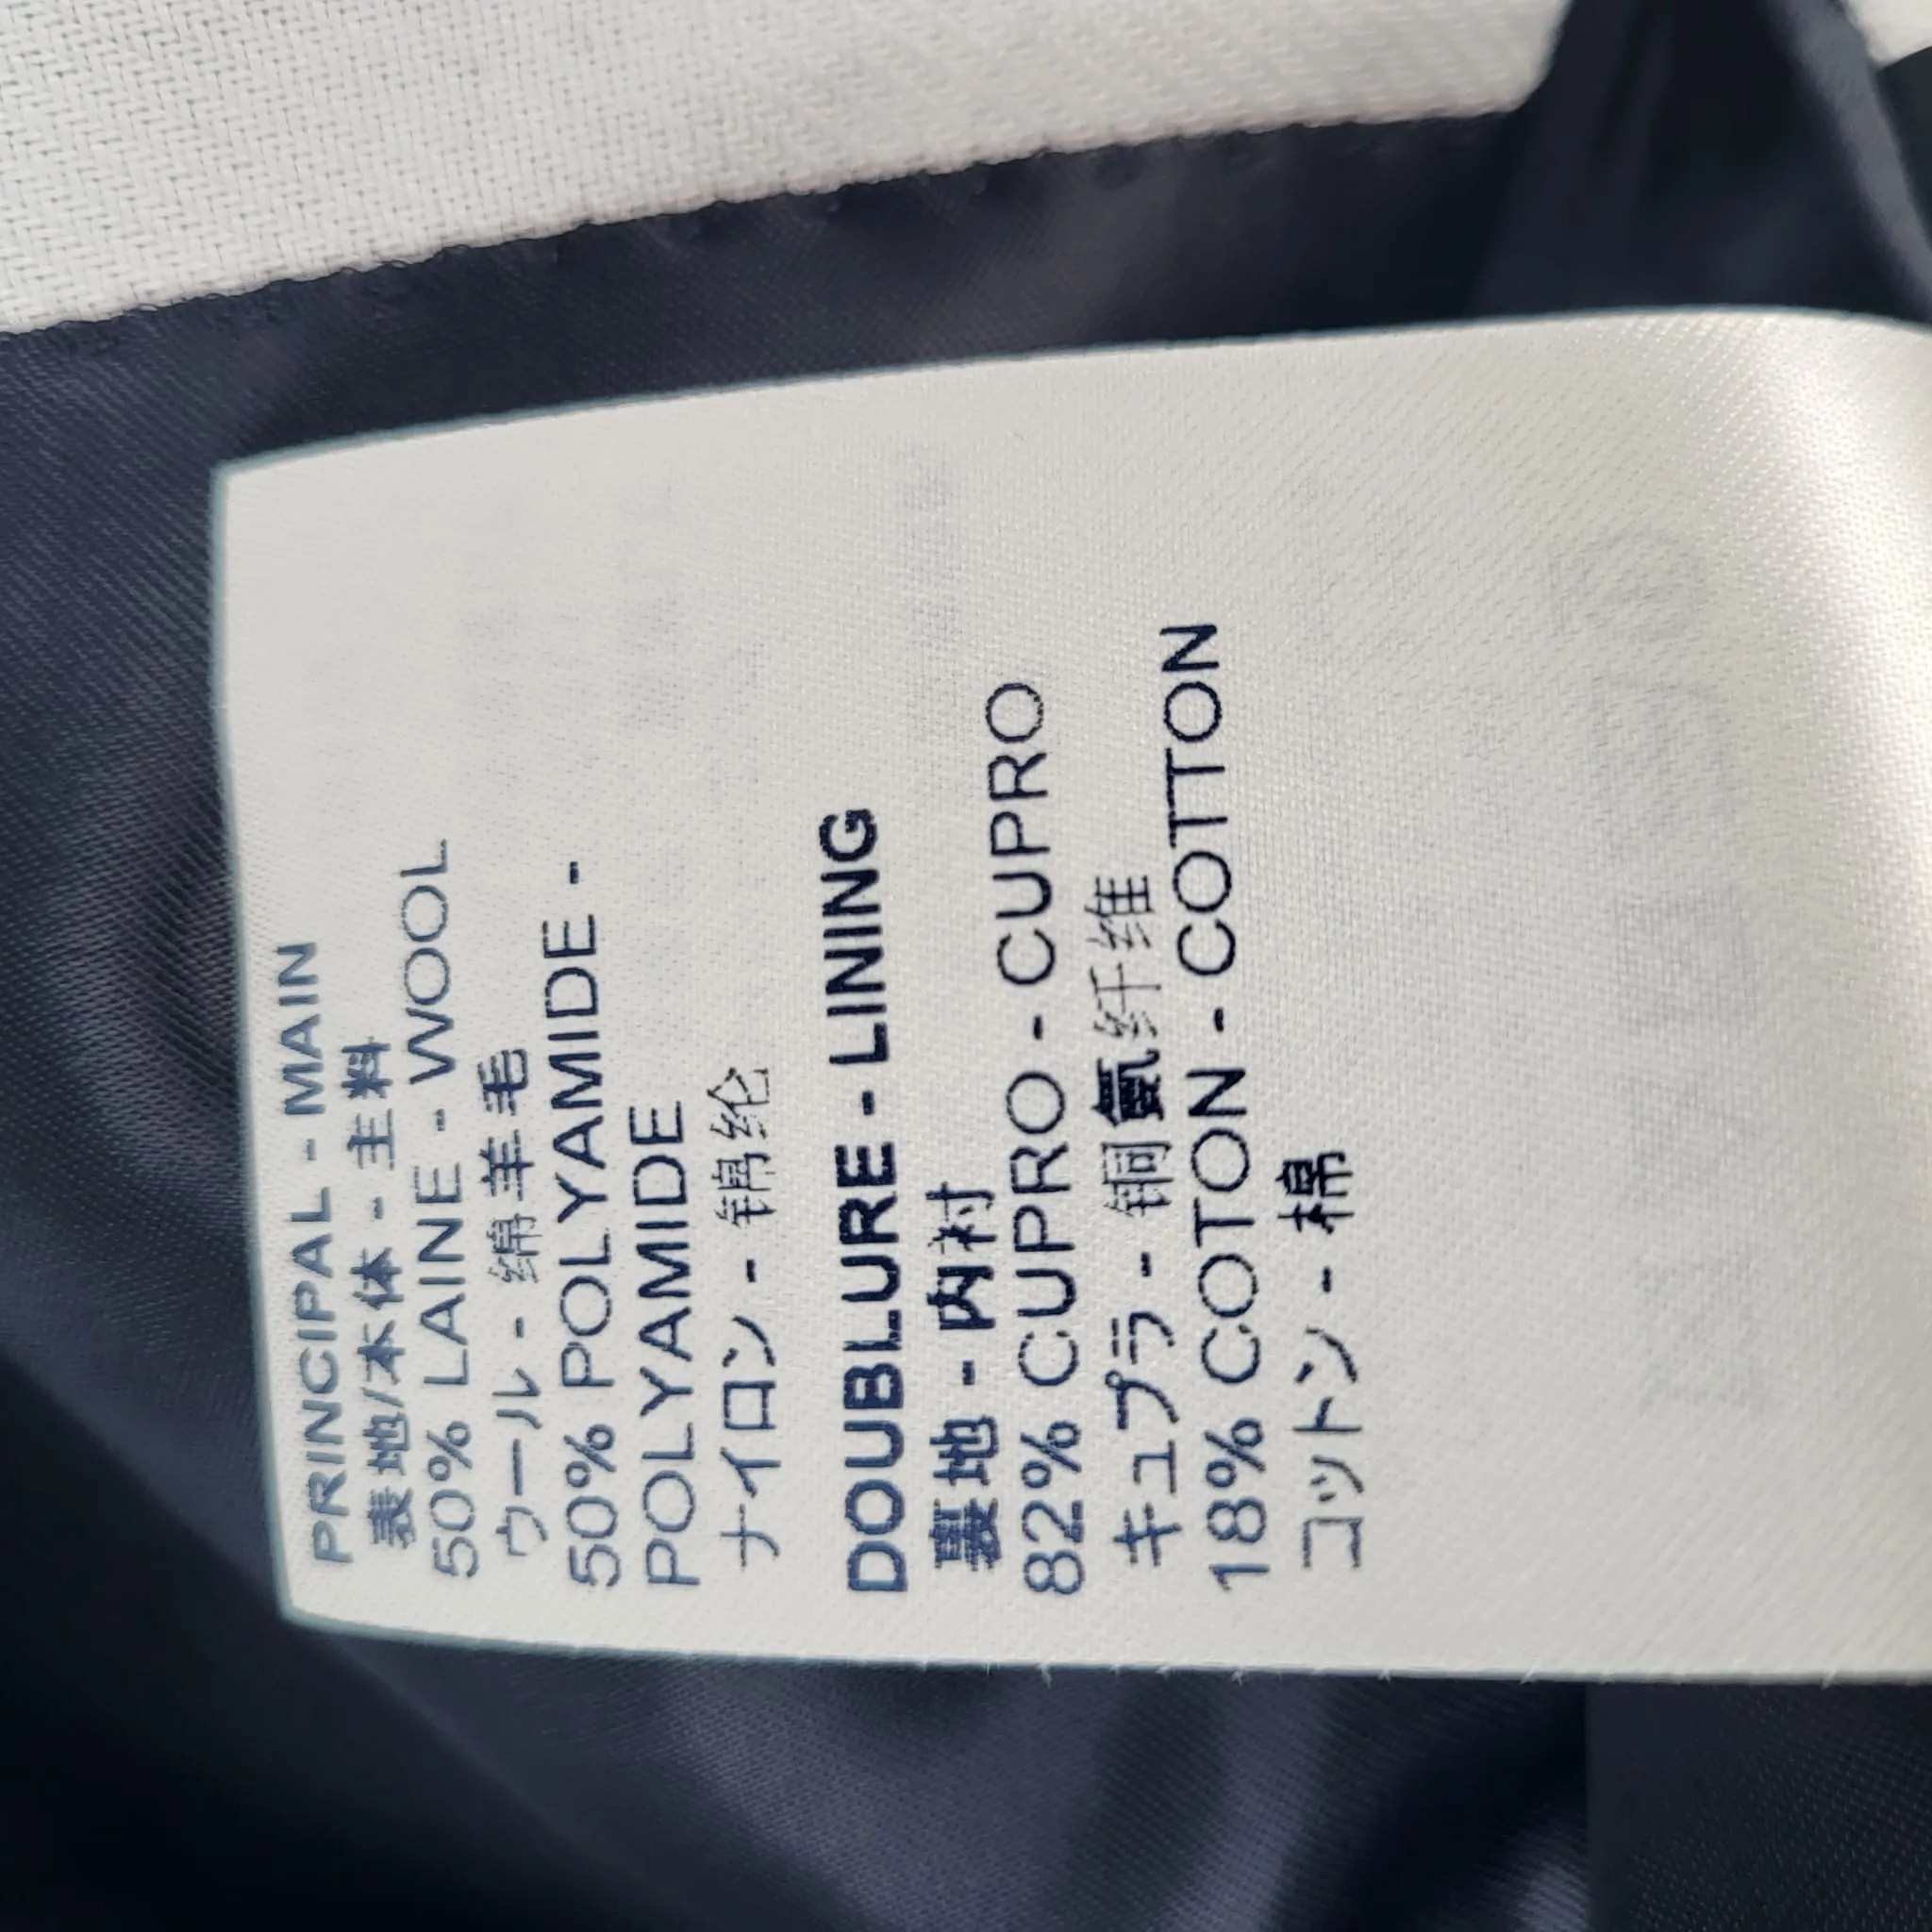 PRINCIPAL - MAIN
表地/本体 - 主料
50% LAINE - WOOL
ウール - 绵羊毛
50% POLYAMIDE -
POLYAMIDE
ナイロン - 锦纶
DOUBLURE - LINING
裏地 - 内衬
82% CUPRO - CUPRO
キュプラ - 铜氨纤维
18% COTON - COTTON
コットン - 棉